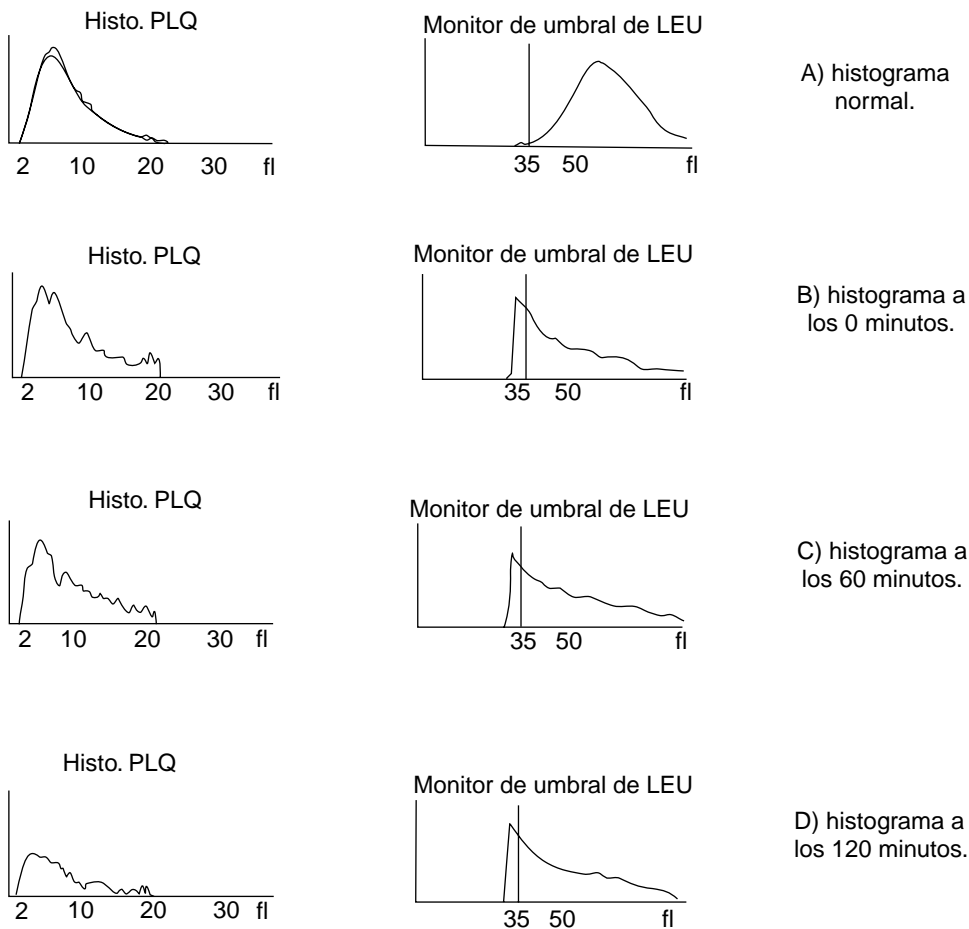 Histo. PLQ
Monitor de umbral de LEU
A) histograma
normal.
2 10 20 30 fl
35 50 fl
Histo. PLQ
Monitor de umbral de LEU
B) histograma a
los 0 minutos.
2 10 20 30 fl
35 50 fl
Histo. PLQ
Monitor de umbral de LEU
C) histograma a
los 60 minutos.
2 10 20 30 fl
35 50 fl
Histo. PLQ
Monitor de umbral de LEU
D) histograma a
los 120 minutos.
2 10 20 30 fl
35 50 fl